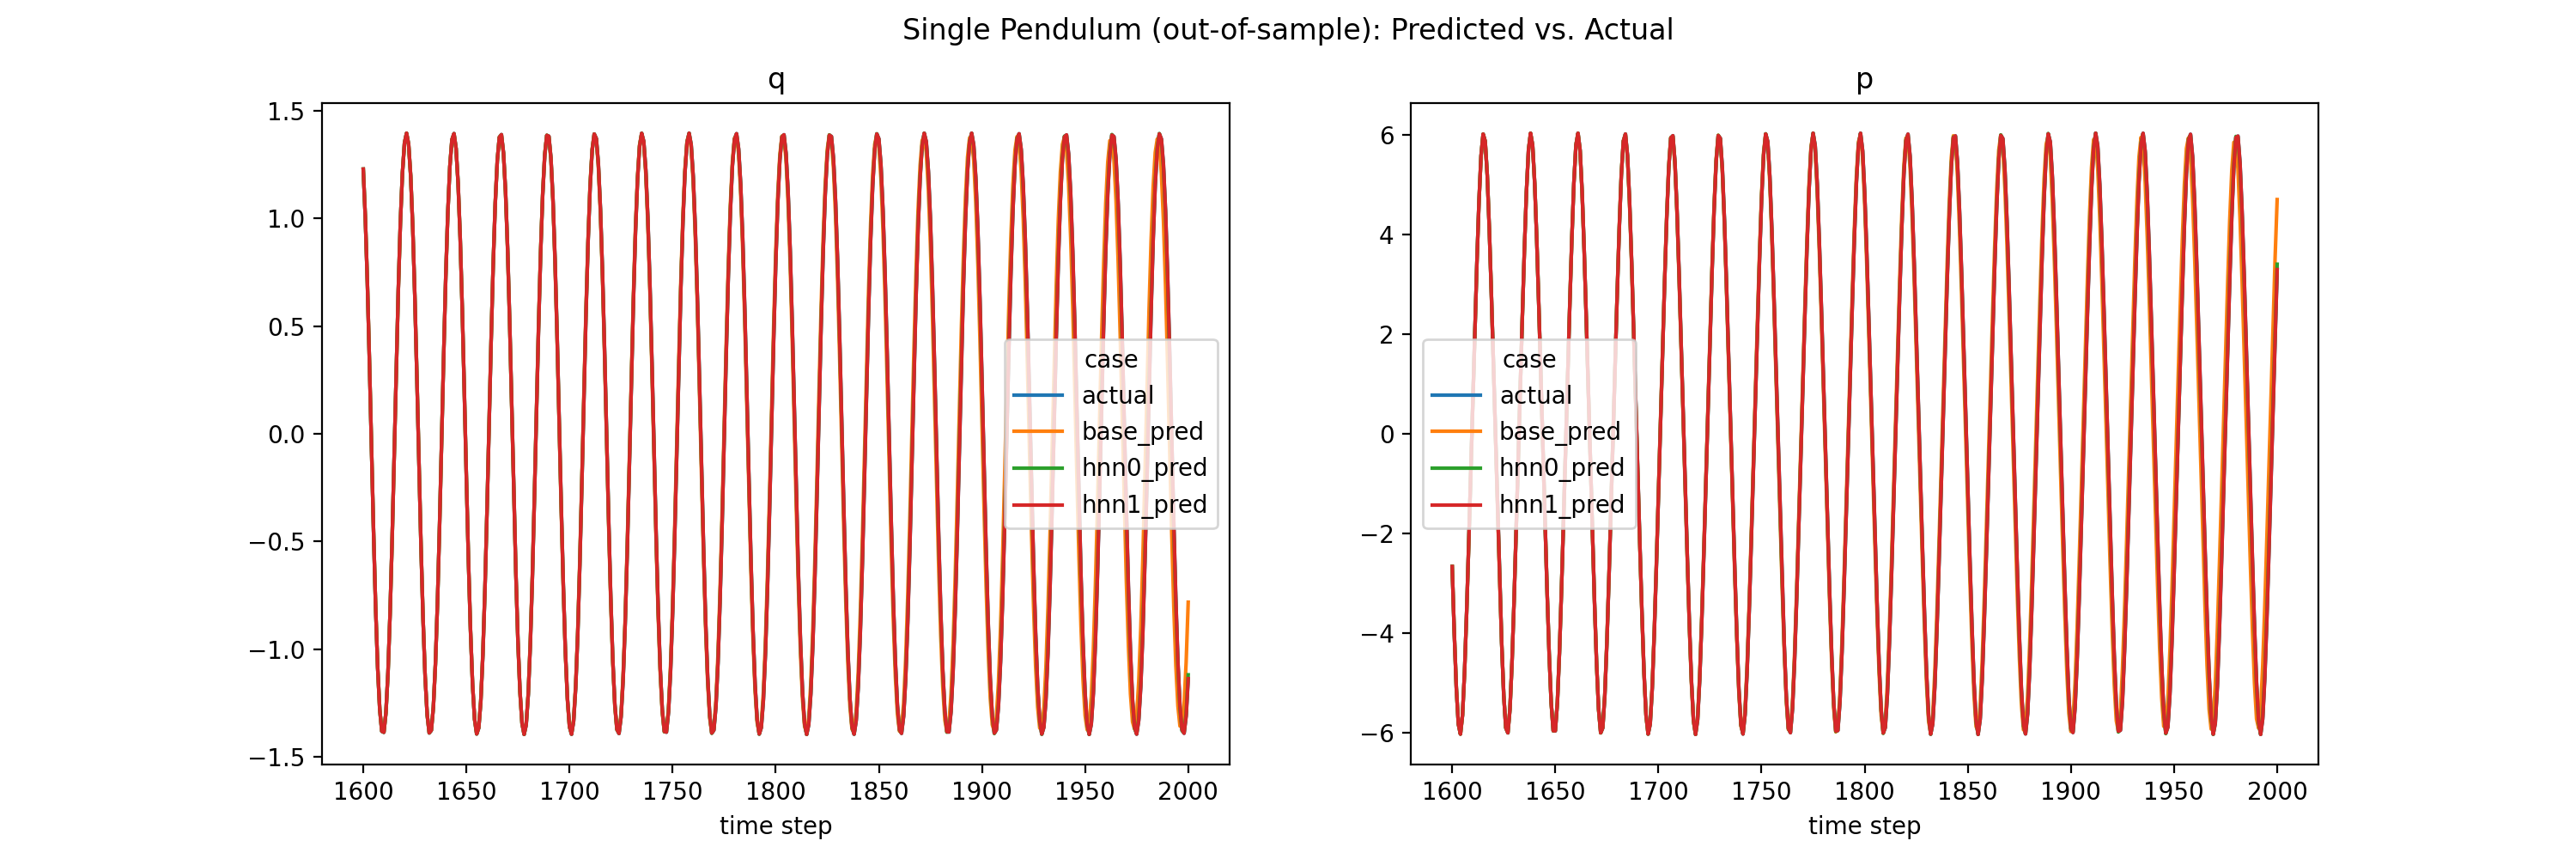 Single Pendulum (out-of-sample): Predicted vs. Actual
q
1.5
1.0
0.5
0.0
−0.5
−1.0
−1.5
case
actual
base_pred
hnn0_pred
hnn1_pred
1600 1650 1700 1750 1800 1850 1900 1950 2000
time step
p
6
4
2
0
−2
−4
−6
case
actual
base_pred
hnn0_pred
hnn1_pred
1600 1650 1700 1750 1800 1850 1900 1950 2000
time step